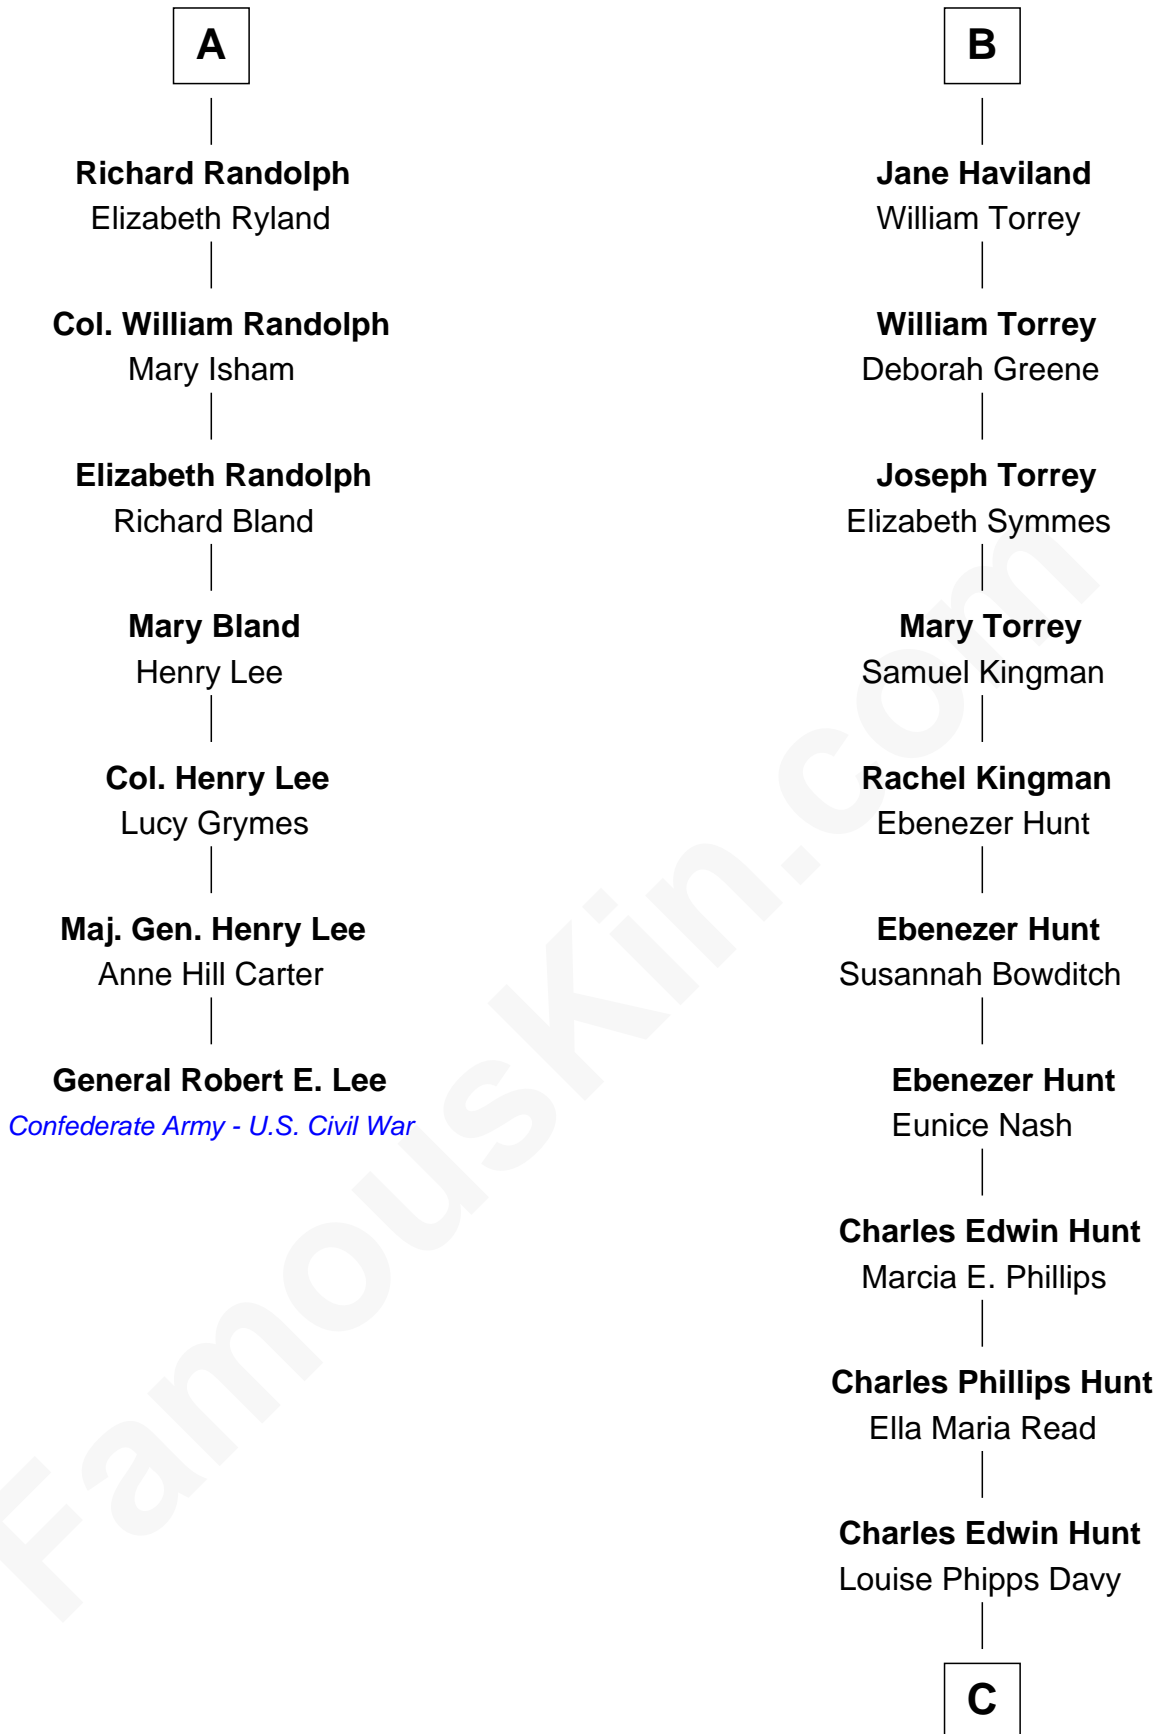 A
Richard Randolph
Elizabeth Ryland
Col. William Randolph
Mary Isham
Elizabeth Randolph
Richard Bland
Mary Bland
Henry Lee
Col. Henry Lee
Lucy Grymes
Maj. Gen. Henry Lee
Anne Hill Carter
General Robert E. Lee
Confederate Army - U.S. Civil War
B
Jane Haviland
William Torrey
William Torrey
Deborah Greene
Joseph Torrey
Elizabeth Symmes
Mary Torrey
Samuel Kingman
Rachel Kingman
Ebenezer Hunt
Ebenezer Hunt
Susannah Bowditch
Ebenezer Hunt
Eunice Nash
Charles Edwin Hunt
Marcia E. Phillips
Charles Phillips Hunt
Ella Maria Read
Charles Edwin Hunt
Louise Phipps Davy
C
FamousKin.com